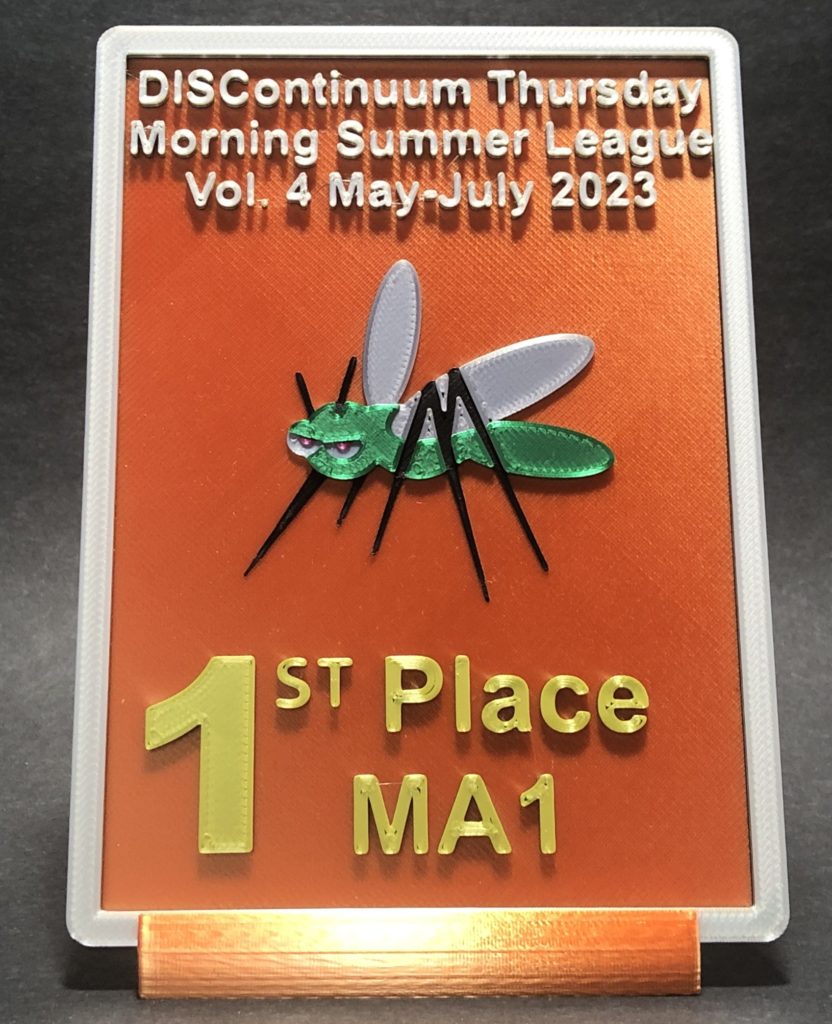 DISContinuum Thursday
Morning Summer League
Vol. 4 May-July 2023
1ST Place
MA1